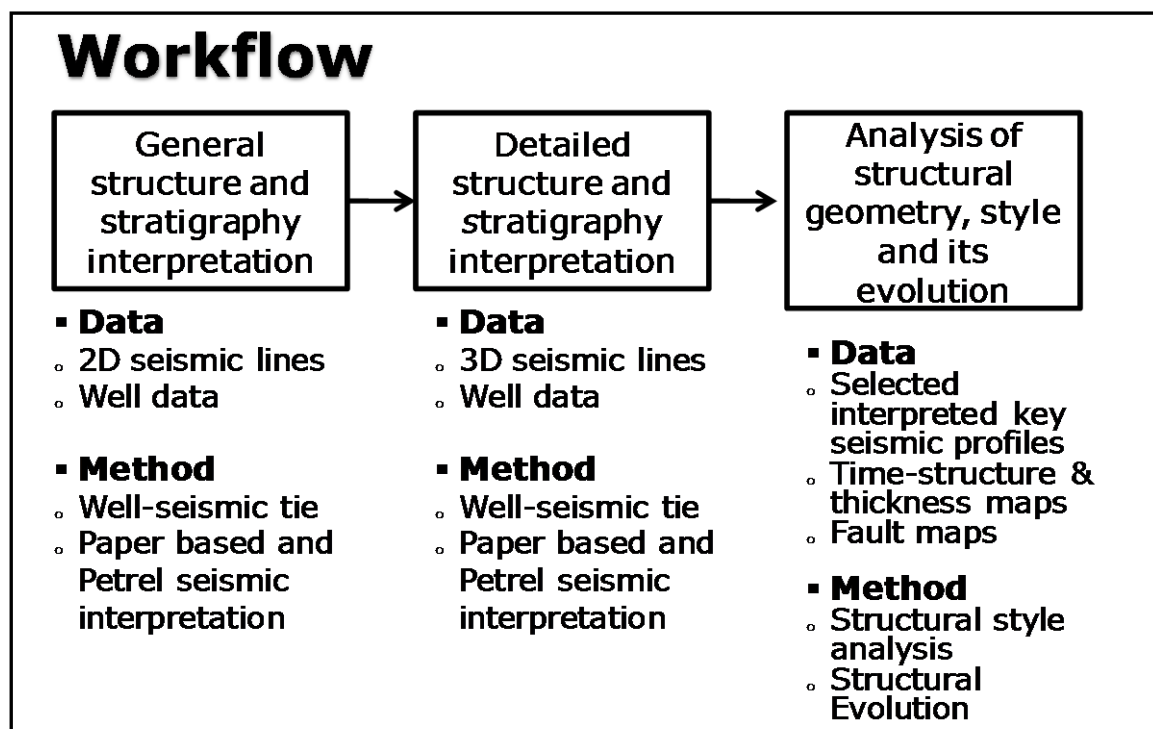 Workflow
General
structure and
stratigraphy
interpretation
▪ Data
o 2D seismic lines
o Well data
▪ Method
o Well-seismic tie
o Paper based and
Petrel seismic
interpretation
Detailed
structure and
stratigraphy
interpretation
▪ Data
o 3D seismic lines
o Well data
▪ Method
o Well-seismic tie
o Paper based and
Petrel seismic
interpretation
Analysis of
structural
geometry, style
and its
evolution
▪ Data
o Selected
interpreted key
seismic profiles
o Time-structure &
thickness maps
o Fault maps
▪ Method
o Structural style
analysis
o Structural
Evolution